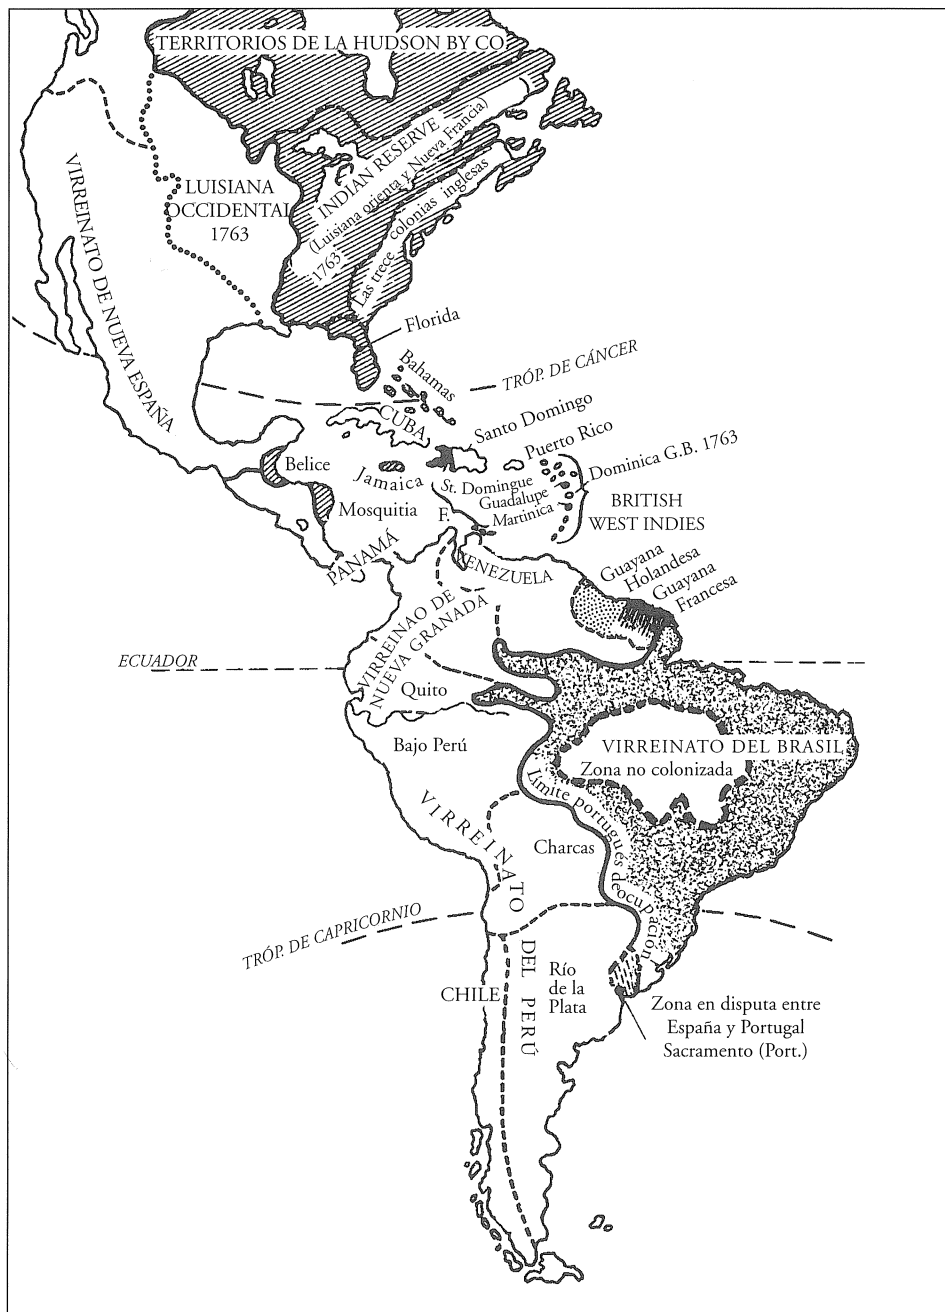 TERRITORIOS DE LA HUDSON BY CO
INDIAN RESERVE
(Luisiana orienta y Nueva Francia)
1763
Las trece colonias inglesas
LUISIANA
OCCIDENTAL
1763
VIRREINATO DE NUEVA ESPAÑA
Florida
Bahamas
TRÓP. DE CÁNCER
CUBA
Santo Domingo
Puerto Rico
Dominica G.B. 1763
Belice
Jamaica
St. Domingue
Guadalupe
Martinica
BRITISH
WEST INDIES
Mosquitia
F.
PANAMÁ
VENEZUELA
Guayana
Holandesa
Guayana
Francesa
VIRREINAO DE
NUEVA GRANADA
ECUADOR
Quito
Bajo Perú
VIRREINATO DEL BRASIL
Zona no colonizada
Límite portugués de ocupación
VIRREINATO DEL PERÚ
Charcas
TRÓP. DE CAPRICORNIO
CHILE
Río
de la
Plata
Zona en disputa entre
España y Portugal
Sacramento (Port.)